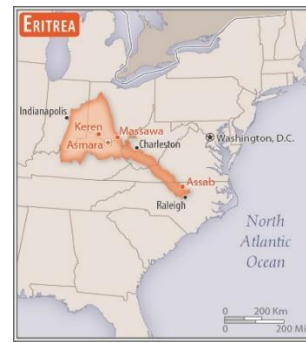 ERITREA
Indianapolis
Keren
Massawa
Asmara
Charleston
Washington, D.C.
Assab
Raleigh
North
Atlantic
Ocean
0 200 Km
0 200 Mi